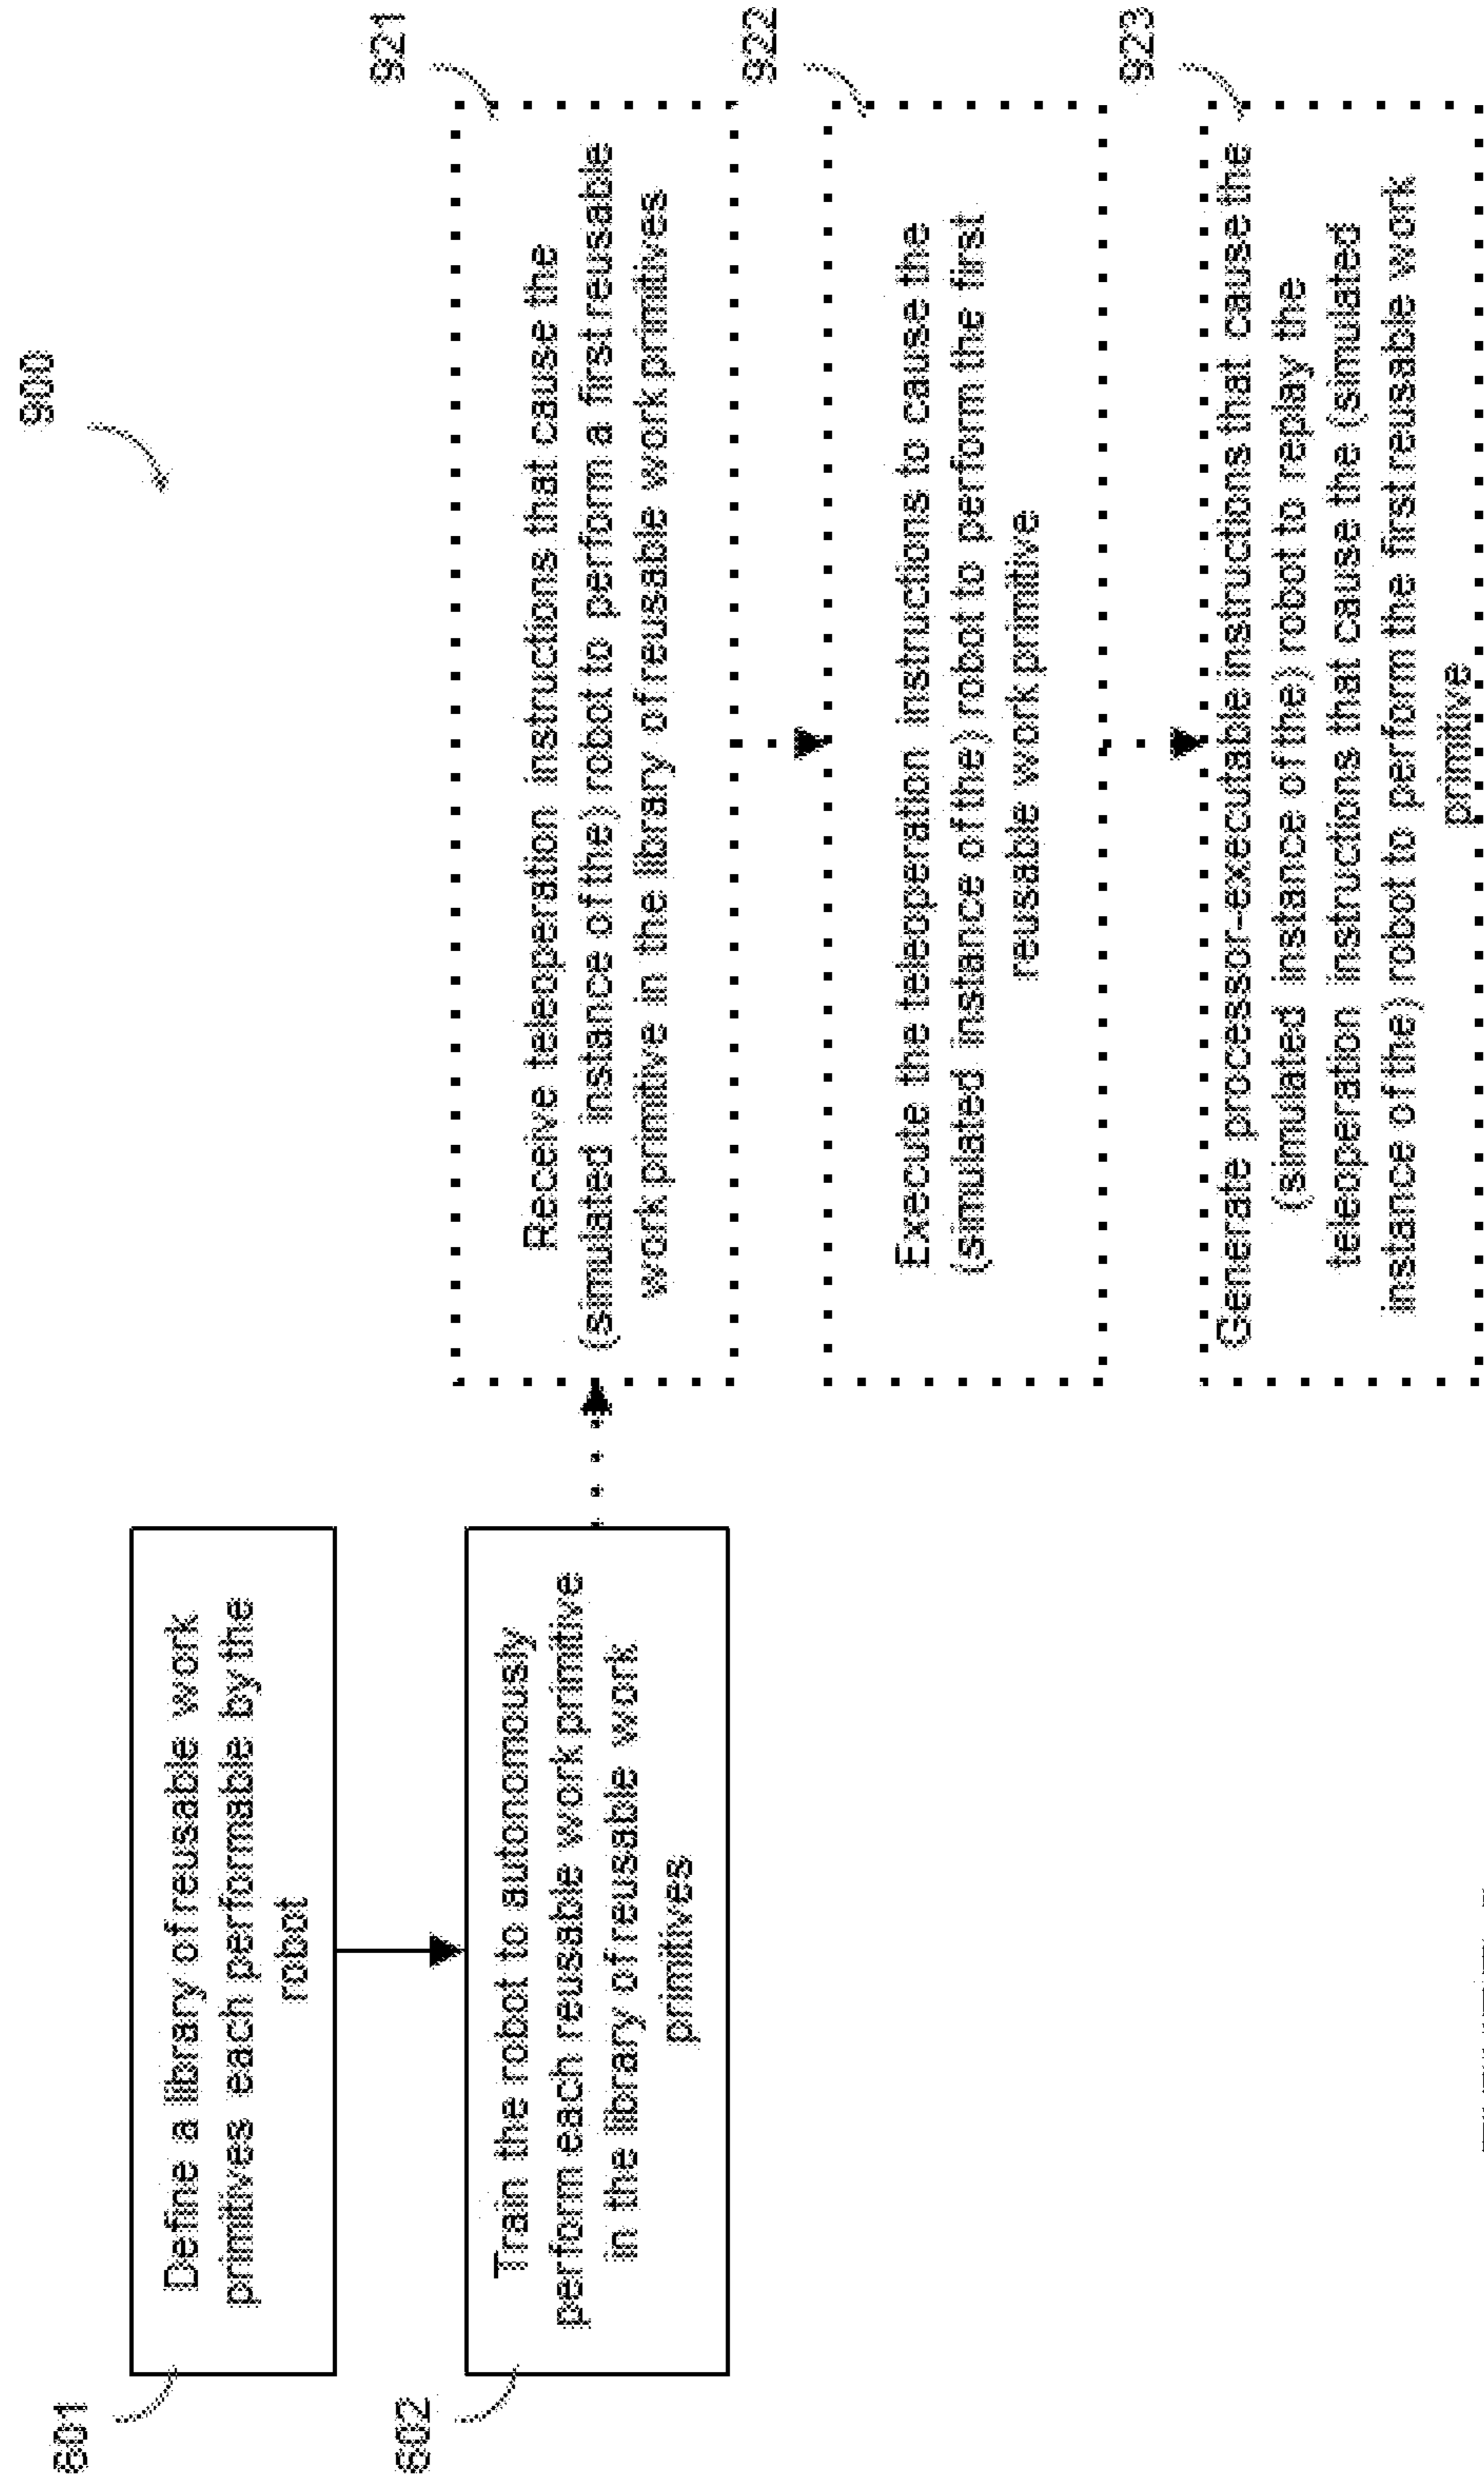 900
601
Define a library of reusable work
primitives each performable by the
robot
602
Train the robot to autonomously
perform each reusable work primitive
in the library of reusable work
primitives
921
Receive teleoperation instructions that cause the
(simulated instance of the) robot to perform a first reusable
work primitive in the library of reusable work primitives
922
Execute the teleoperation instructions to cause the
(simulated instance of the) robot to perform the first
reusable work primitive
923
Generate processor-executable instructions that cause the
(simulated instance of the) robot to replay the
teleoperation instructions that cause the (simulated
instance of the) robot to perform the first reusable work
primitive